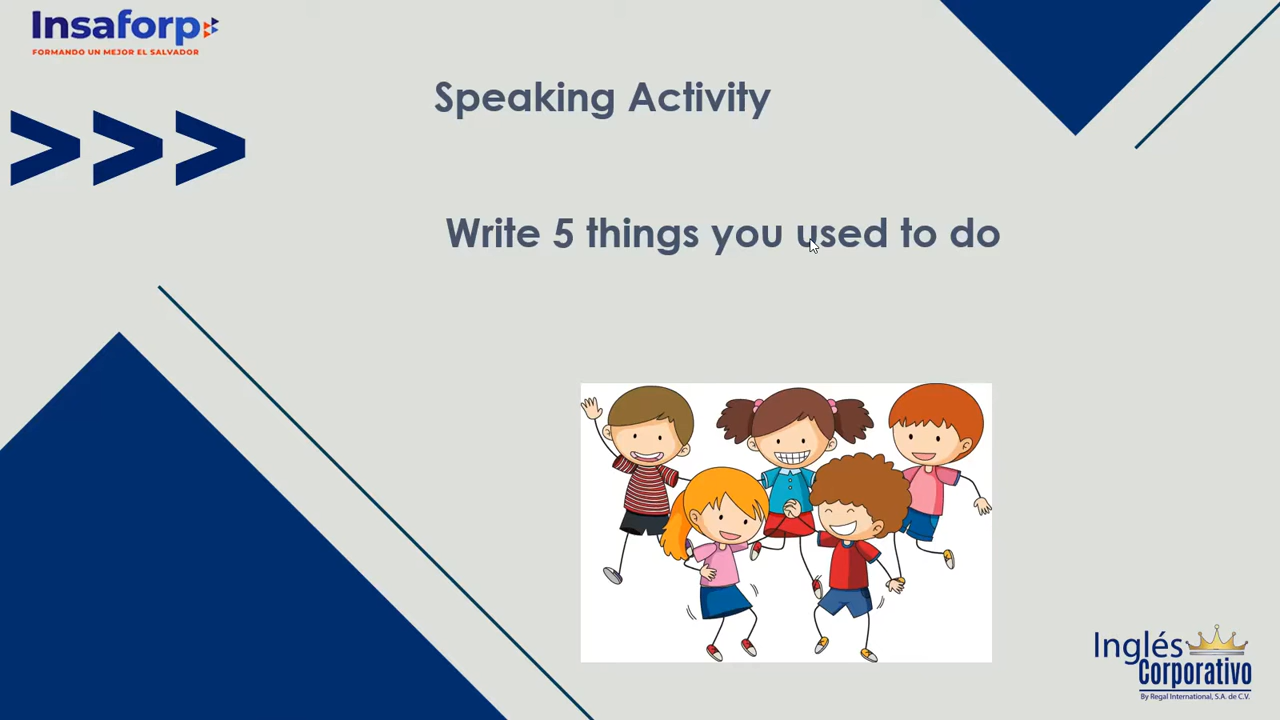 Insaforp
FORMANDO UN MEJOR EL SALVADOR
Speaking Activity
>>>
Write 5 things you used to do
Inglés
Corporativo
By Regal International, S.A. de C.V.